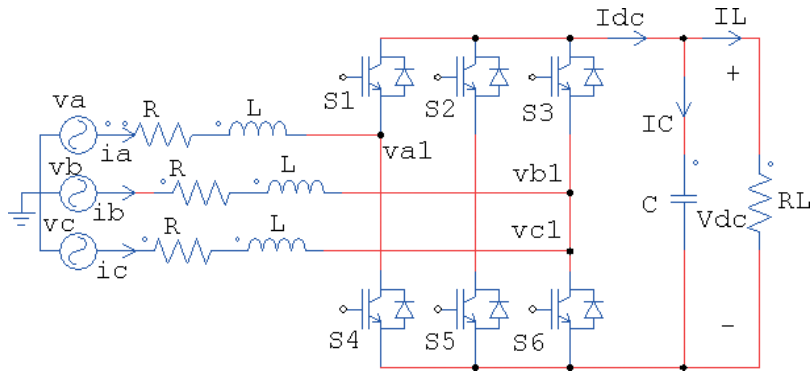 Idc IL
S1 S2 S3 +
va R L IC
ia va1
vb R L vb1
ib C Vdc RL
vc R L vc1
ic
S4 S5 S6 -